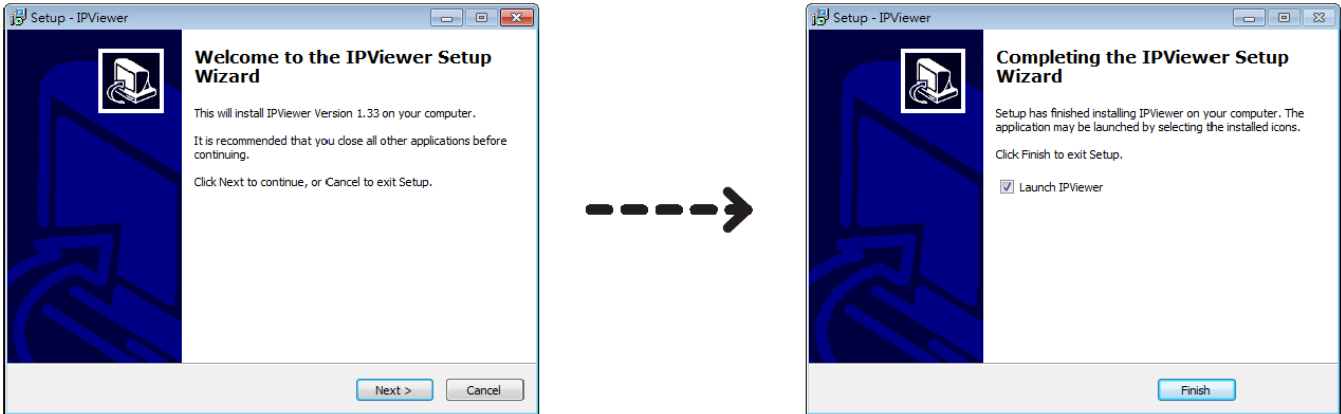 Setup - IPViewer
Welcome to the IPViewer Setup
Wizard
This will install IPViewer Version 1.33 on your computer.
It is recommended that you close all other applications before
continuing.
Click Next to continue, or Cancel to exit Setup.
Next >
Cancel
Setup - IPViewer
Completing the IPViewer Setup
Wizard
Setup has finished installing IPViewer on your computer. The
application may be launched by selecting the installed icons.
Click Finish to exit Setup.
Launch IPViewer
Finish